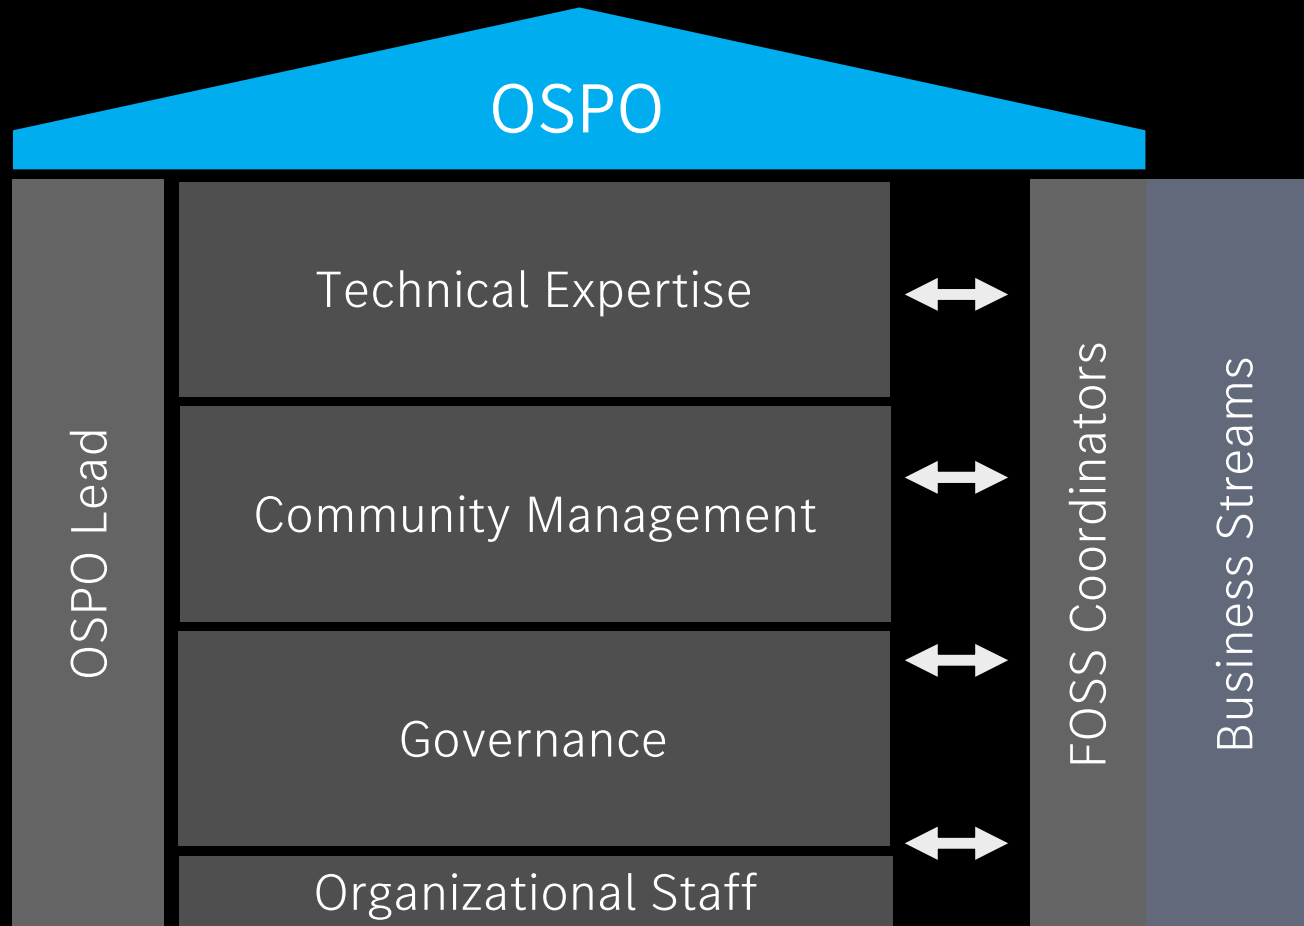 OSPO
OSPO Lead
Technical Expertise
Community Management
Governance
Organizational Staff
FOSS Coordinators
Business Streams